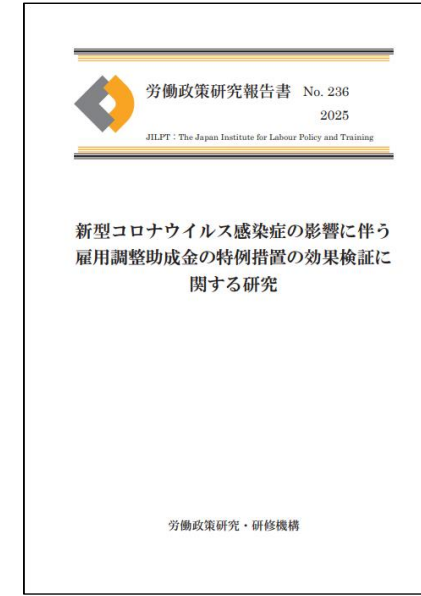 労働政策研究報告書 No. 236
2025
JILPT：The Japan Institute for Labour Policy and Training
新型コロナウイルス感染症の影響に伴う
雇用調整助成金の特例措置の効果検証に
関する研究
労働政策研究・研修機構